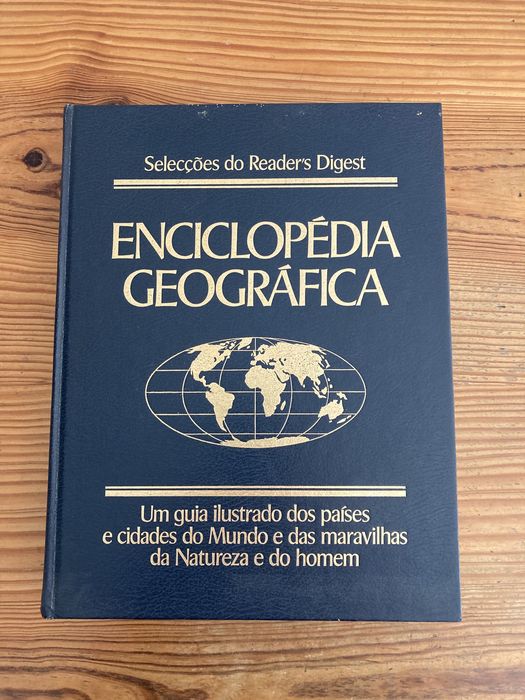 Selecções do Reader's Digest
ENCICLOPÉDIA
GEOGRÁFICA
Um guia ilustrado dos países
e cidades do Mundo e das maravilhas
da Natureza e do homem